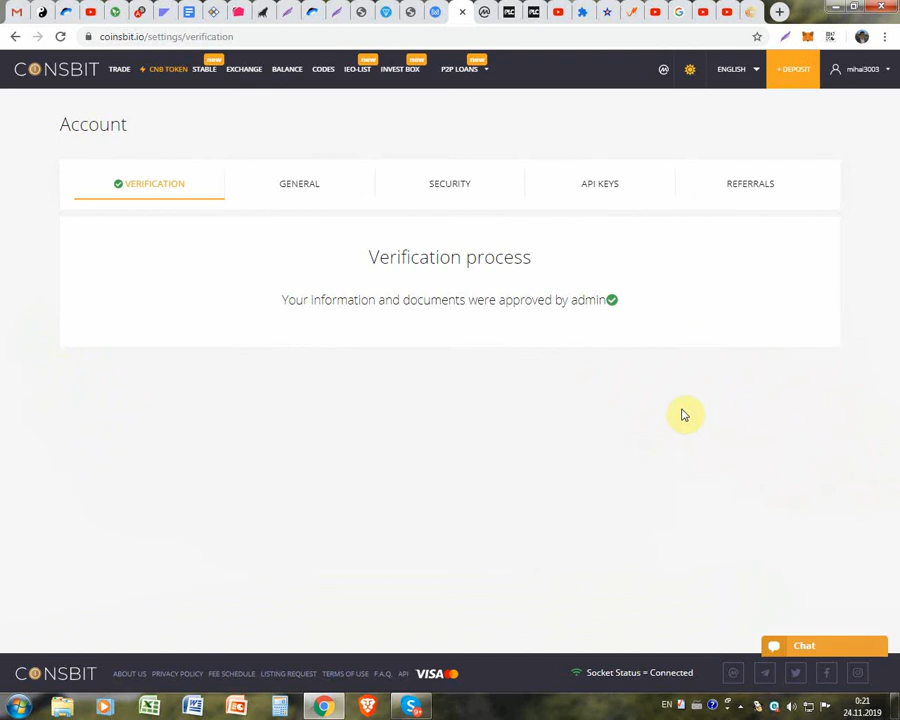 coinsbit.io/settings/verification
new new new new
CONSBIT TRADE CNB TOKEN STABLE EXCHANGE BALANCE CODES IEO-LIST INVEST BOX P2P LOANS ENGLISH + DEPOSIT mihai3003
Account
VERIFICATION GENERAL SECURITY API KEYS REFERRALS
Verification process
Your information and documents were approved by admin
Chat
CONSBIT ABOUT US PRIVACY POLICY FEE SCHEDULE LISTING REQUEST TERMS OF USE F.A.Q. API VISA Socket Status = Connected
EN 0:21
24.11.2019